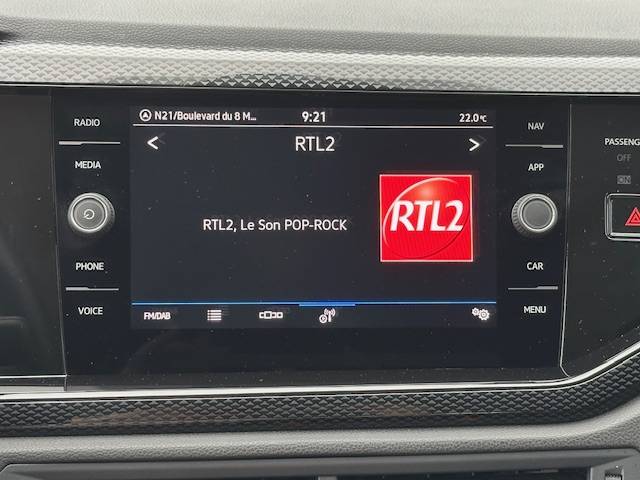 N21/Boulevard du 8 M... 9:21 22.0°C
RTL2
RTL2, Le Son POP-ROCK
RTL2
FM/DAB
RADIO
MEDIA
PHONE
VOICE
NAV
APP
CAR
MENU
PASSENG
OFF
ON